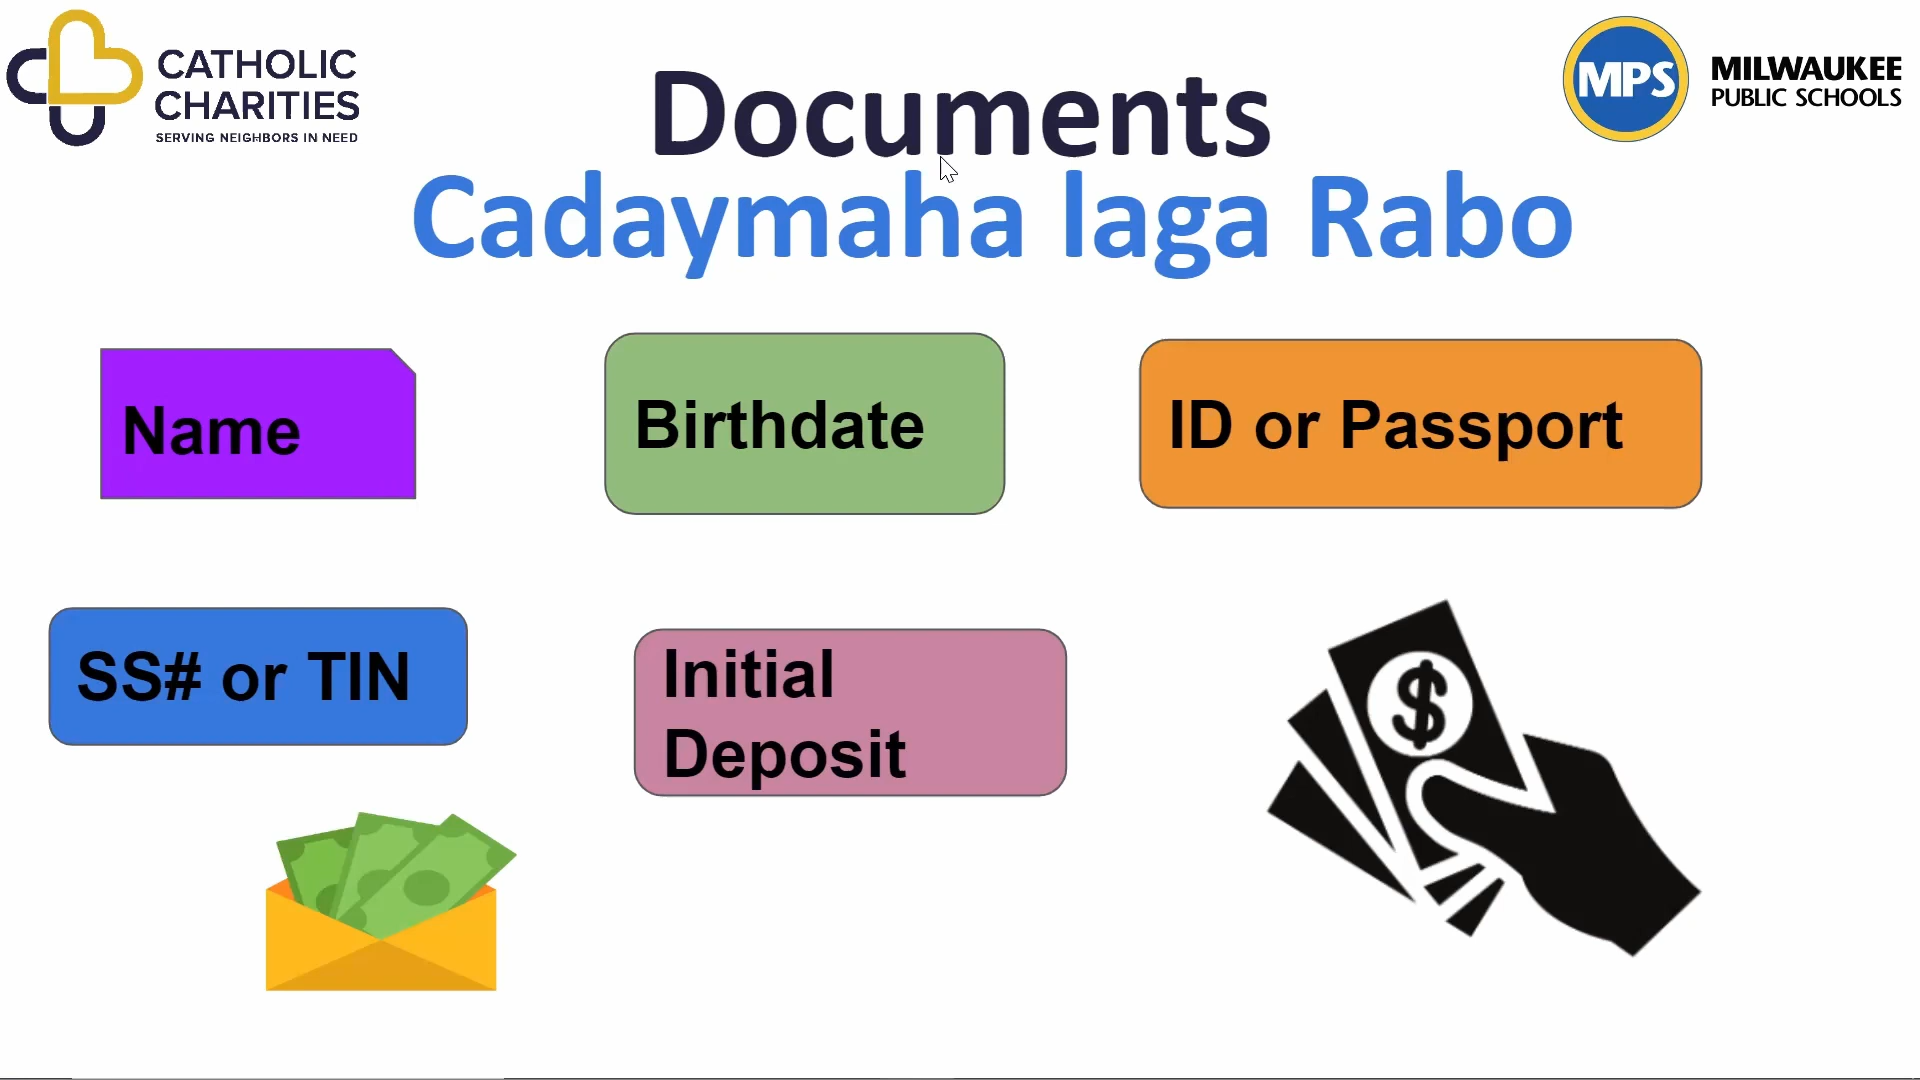 CATHOLIC
CHARITIES
SERVING NEIGHBORS IN NEED
Documents
Cadaymaha laga Rabo
MPS
MILWAUKEE
PUBLIC SCHOOLS
Name
Birthdate
ID or Passport
SS# or TIN
Initial
Deposit
$